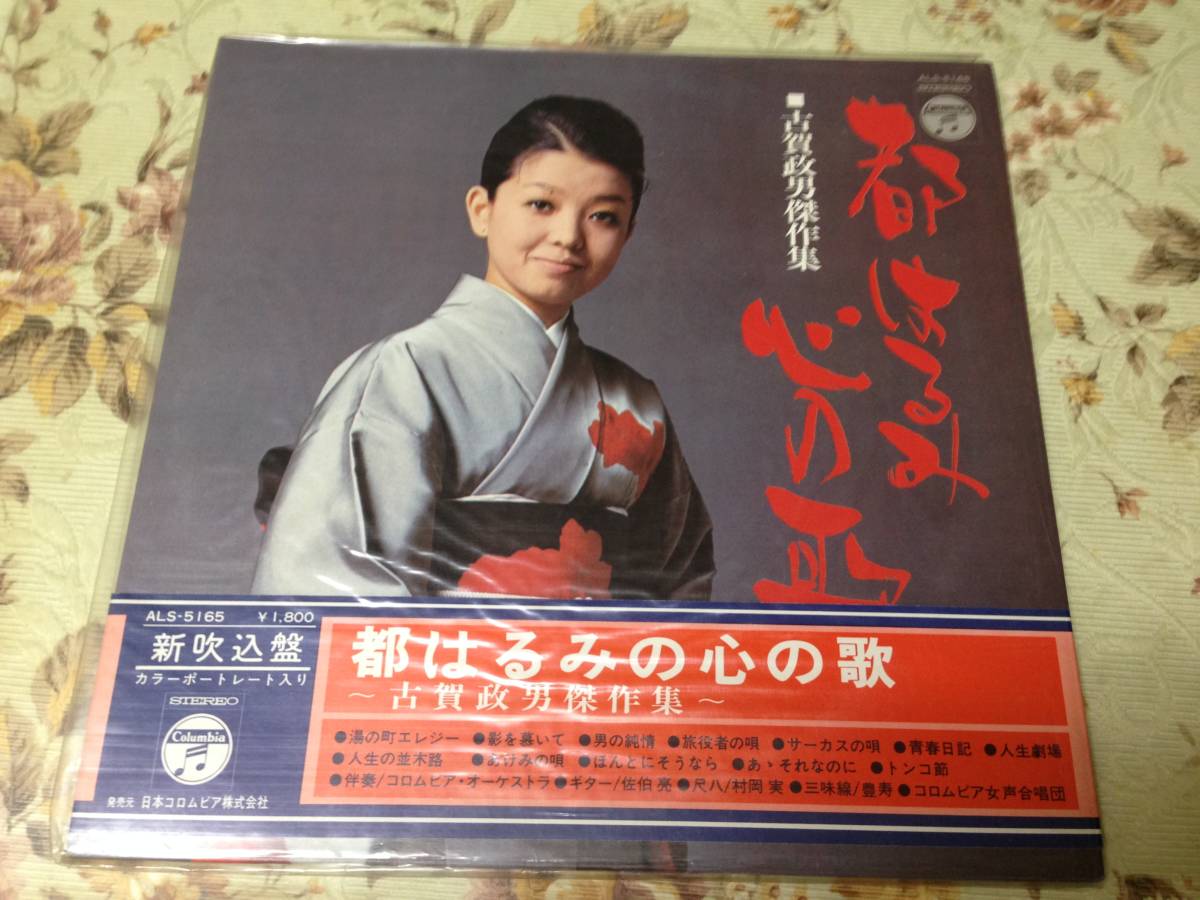 ALS-5165
STEREO
Columbia
都はるみ
心の歌
■古賀政男傑作集
ALS-5165 ¥1,800
新吹込盤
カラーポートレート入り
STEREO
Columbia
発売元 日本コロムビア株式会社
都はるみの心の歌
～古賀政男傑作集～
●湯の町エレジー ●影を慕いて ●男の純情 ●旅役者の唄 ●サーカスの唄 ●青春日記 ●人生劇場
●人生の並木路 ●あけみの唄 ●ほんとにそうなら ●あゝそれなのに ●トンコ節
●伴奏/コロムビア・オーケストラ ●ギター/佐伯 亮 ●尺八/村岡 実 ●三味線/豊寿 ●コロムビア女声合唱団